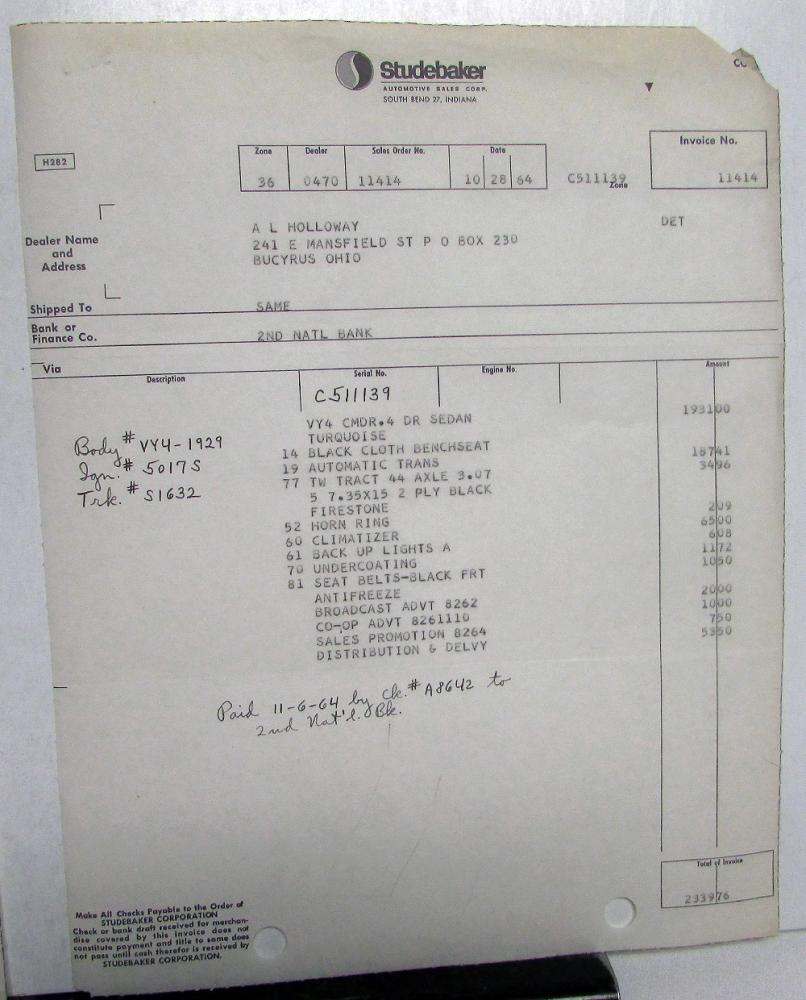 Studebaker
AUTOMOTIVE SALES CORP.
SOUTH BEND 27, INDIANA
H282
Zone Dealer Sales Order No. Date
36 0470 11414 10 28 64 C511139 Zone
Invoice No.
11414
Dealer Name
and
Address
A L HOLLOWAY
241 E MANSFIELD ST P O BOX 230
BUCYRUS OHIO
DET
Shipped To SAME
Bank or
Finance Co. 2ND NATL BANK
Via
Description Serial No. Engine No. Amount
C511139
VY4 CMDR.4 DR SEDAN 193100
TURQUOISE
14 BLACK CLOTH BENCHSEAT
19 AUTOMATIC TRANS 18741
77 TW TRACT 44 AXLE 3.07 3496
5 7.35X15 2 PLY BLACK
FIRESTONE
52 HORN RING 209
60 CLIMATIZER 6500
61 BACK UP LIGHTS A 608
70 UNDERCOATING 1172
81 SEAT BELTS-BLACK FRT 1050
ANTIFREEZE
BROADCAST ADVT 8262 2000
CO-OP ADVT 8261110 1000
SALES PROMOTION 8264 750
DISTRIBUTION & DELVY 5350
Body # VY4-1929
Ign. # 5017S
Trk. # S1632
Paid 11-6-64 by Ck. # A8642 to
2nd Nat'l. Bk.
Total of Invoice
233976
Make All Checks Payable to the Order of
STUDEBAKER CORPORATION
Check or bank draft received for merchan-
dise covered by this invoice does not
constitute payment and title to same does
not pass until cash therefor is received by
STUDEBAKER CORPORATION.